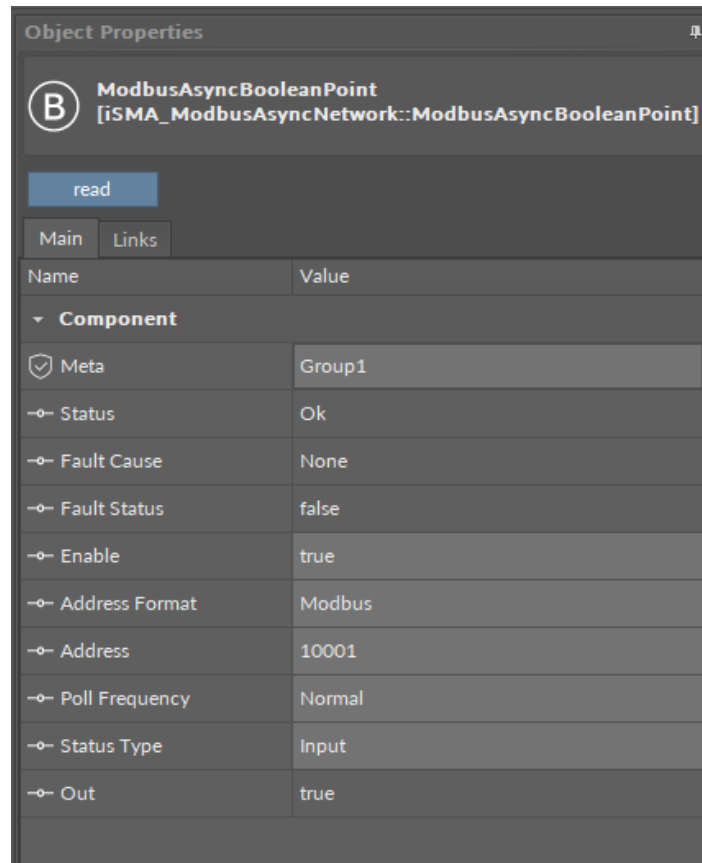 Object Properties
ModbusAsyncBooleanPoint
[iSMA_ModbusAsyncNetwork::ModbusAsyncBooleanPoint]
read
Main Links
Name Value
Component
Meta Group1
Status Ok
Fault Cause None
Fault Status false
Enable true
Address Format Modbus
Address 10001
Poll Frequency Normal
Status Type Input
Out true